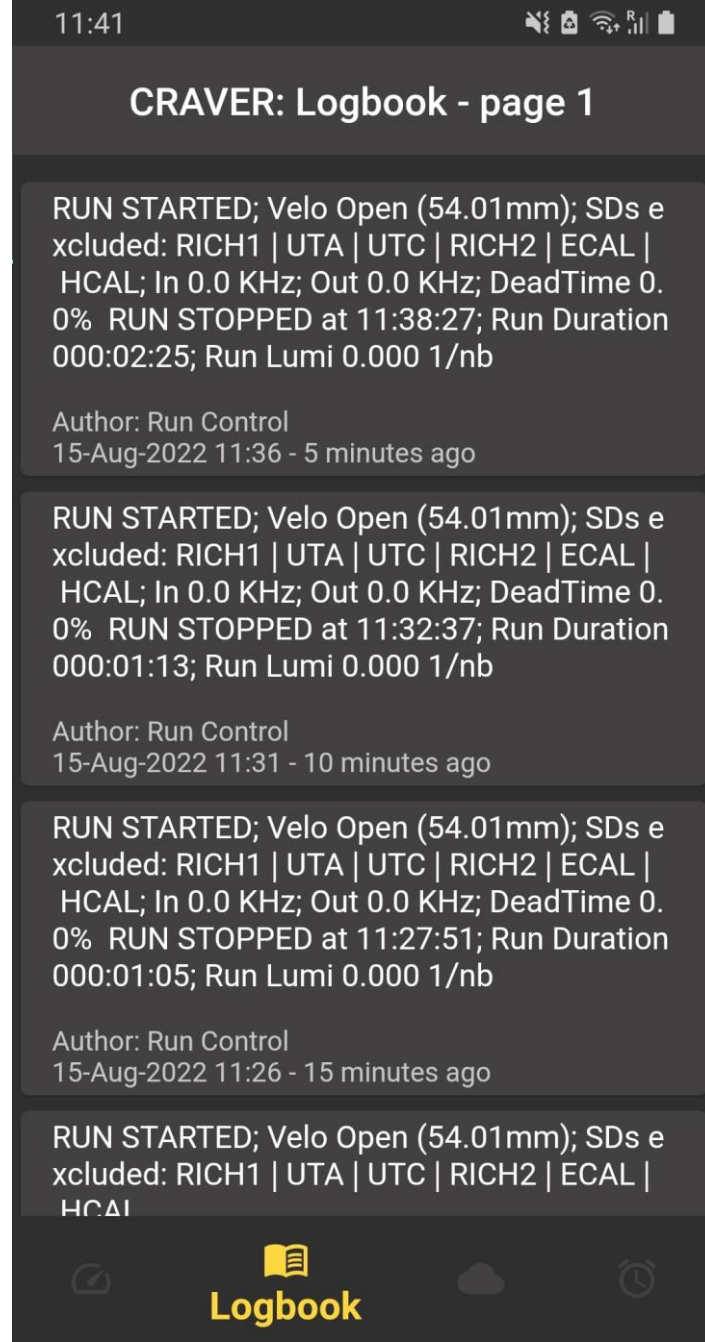 11:41
CRAVER: Logbook - page 1
RUN STARTED; Velo Open (54.01mm); SDs e
xcluded: RICH1 | UTA | UTC | RICH2 | ECAL |
HCAL; In 0.0 KHz; Out 0.0 KHz; DeadTime 0.
0%  RUN STOPPED at 11:38:27; Run Duration
000:02:25; Run Lumi 0.000 1/nb
Author: Run Control
15-Aug-2022 11:36 - 5 minutes ago
RUN STARTED; Velo Open (54.01mm); SDs e
xcluded: RICH1 | UTA | UTC | RICH2 | ECAL |
HCAL; In 0.0 KHz; Out 0.0 KHz; DeadTime 0.
0%  RUN STOPPED at 11:32:37; Run Duration
000:01:13; Run Lumi 0.000 1/nb
Author: Run Control
15-Aug-2022 11:31 - 10 minutes ago
RUN STARTED; Velo Open (54.01mm); SDs e
xcluded: RICH1 | UTA | UTC | RICH2 | ECAL |
HCAL; In 0.0 KHz; Out 0.0 KHz; DeadTime 0.
0%  RUN STOPPED at 11:27:51; Run Duration
000:01:05; Run Lumi 0.000 1/nb
Author: Run Control
15-Aug-2022 11:26 - 15 minutes ago
RUN STARTED; Velo Open (54.01mm); SDs e
xcluded: RICH1 | UTA | UTC | RICH2 | ECAL |
HCAL
Logbook